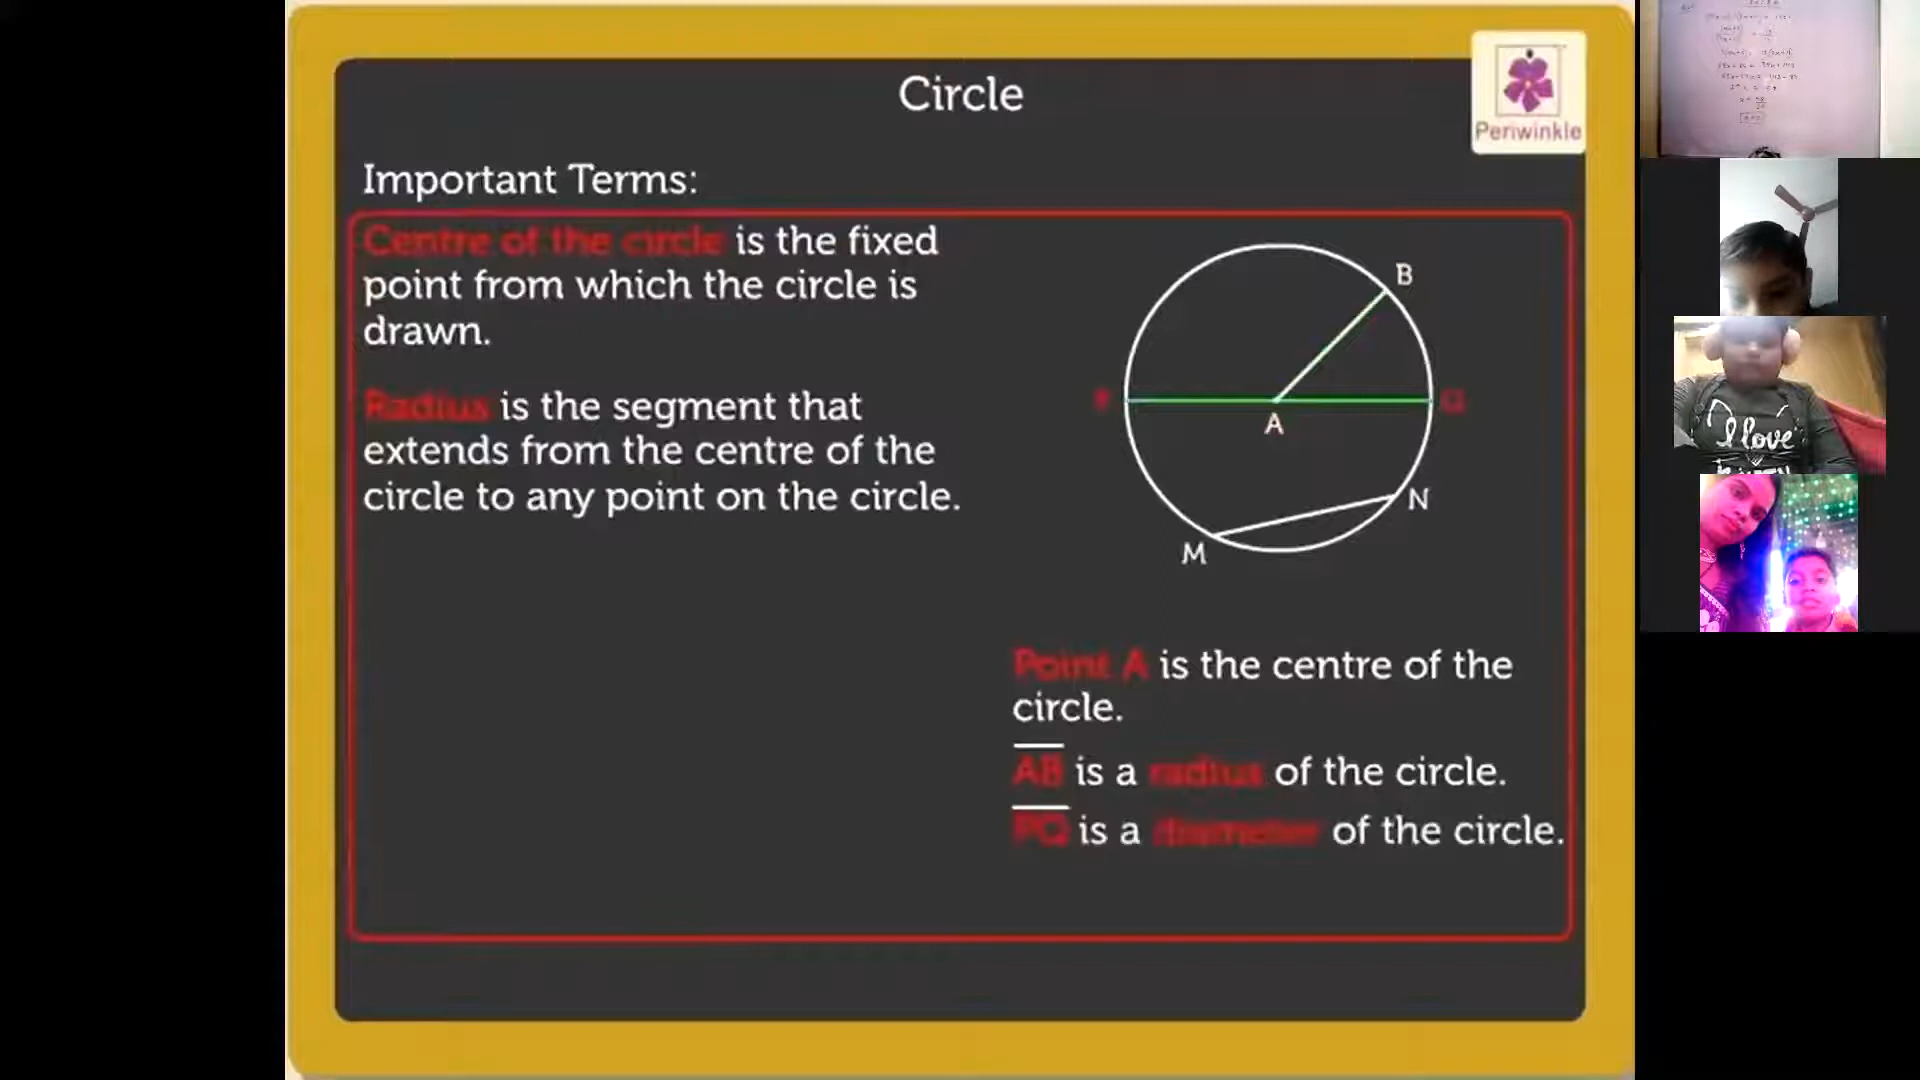 Circle
Periwinkle
Important Terms:
Centre of the circle is the fixed
point from which the circle is
drawn.
Radius is the segment that
extends from the centre of the
circle to any point on the circle.
B
P
A
Q
N
M
Point A is the centre of the
circle.
AB is a radius of the circle.
PQ is a diameter of the circle.
I love